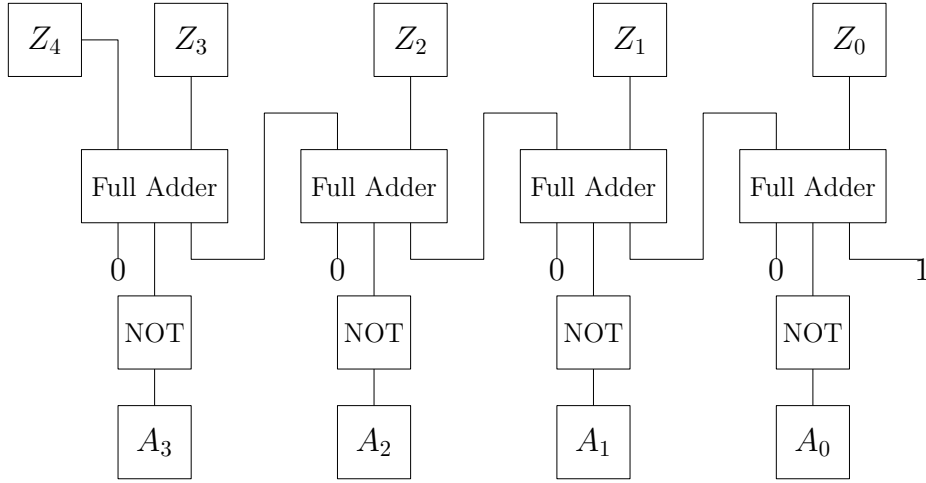 Z₄ Z₃ Z₂ Z₁ Z₀
Full Adder Full Adder Full Adder Full Adder
0 0 0 0 1
NOT NOT NOT NOT
A₃ A₂ A₁ A₀